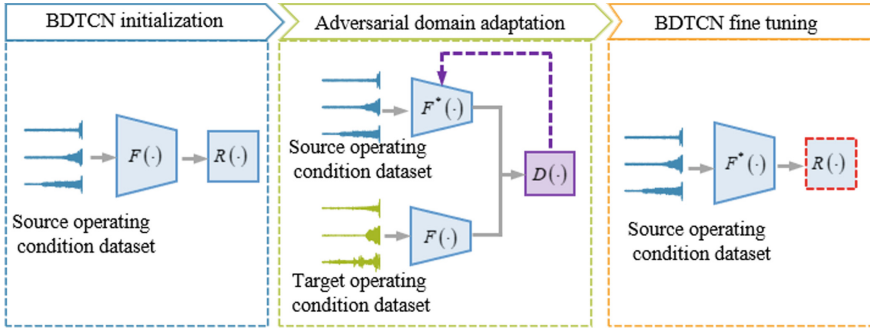 BDTCN initialization
Adversarial domain adaptation
BDTCN fine tuning
F(·)
R(·)
Source operating
condition dataset
F*(·)
Source operating
condition dataset
D(·)
F(·)
Target operating
condition dataset
F*(·)
R(·)
Source operating
condition dataset